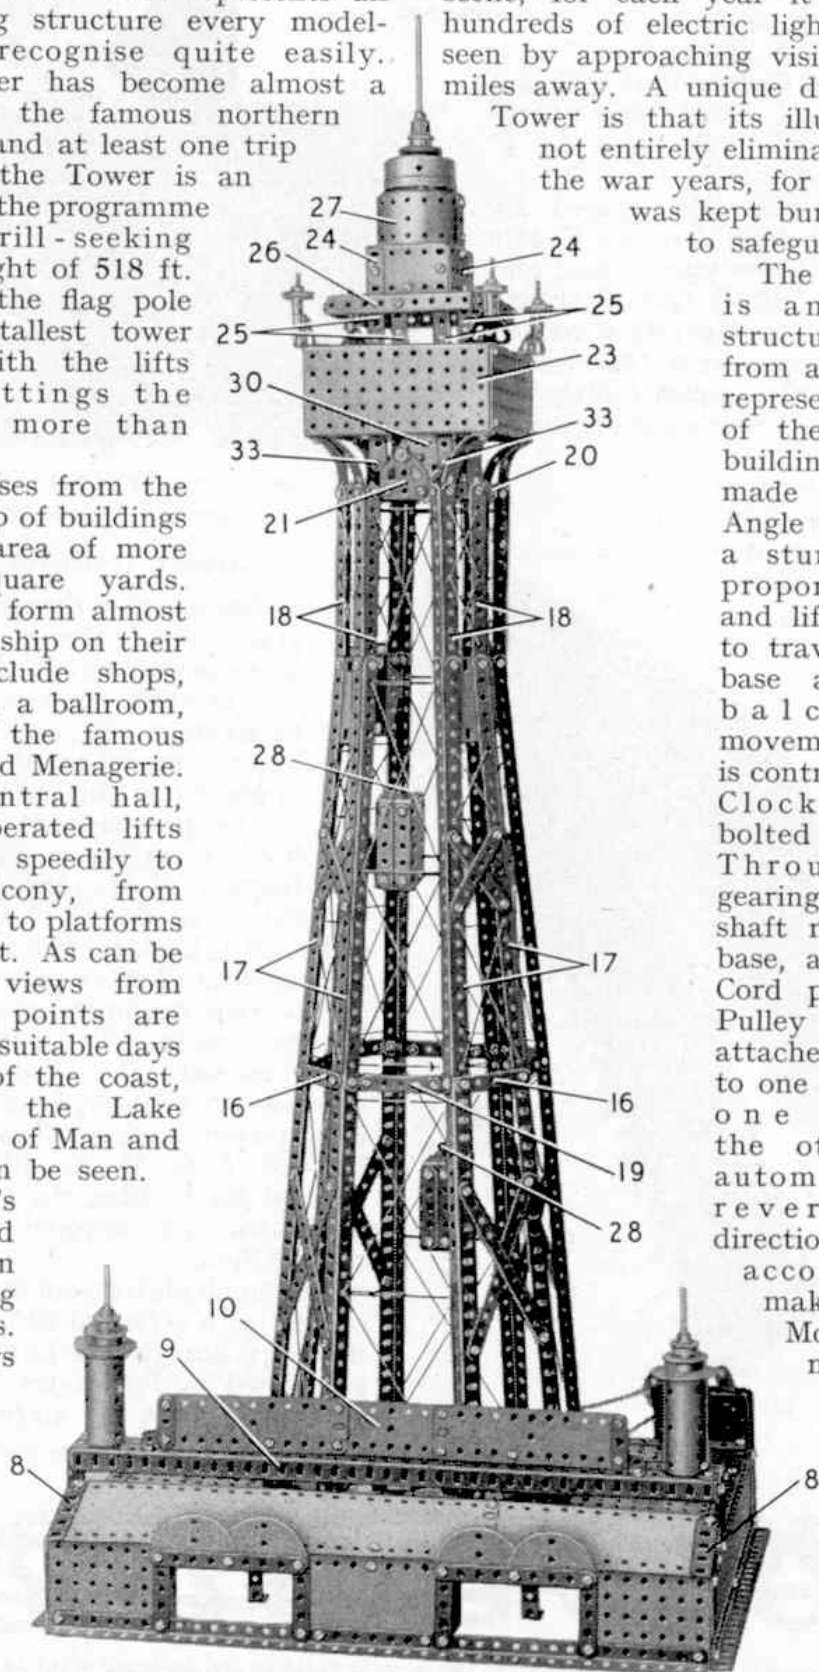 g structure every model-
recognise quite easily.
er has become almost a
the famous northern
and at least one trip
the Tower is an
the programme
rill - seeking
ght of 518 ft.
the flag pole
tallest tower
ith the lifts
ttings the
more than
ses from the
o of buildings
area of more
quare yards.
form almost
ship on their
clude shops,
a ballroom,
the famous
d Menagerie.
entral hall,
perated lifts
speedily to
cony, from
to platforms
t. As can be
views from
points are
suitable days
of the coast,
the Lake
of Man and
n be seen.
's
d
n
g
s.
rs
27
24
24
26
25
25
23
30
33
33
20
21
18
18
28
17
17
16
16
19
28
10
9
8
8
hundreds of electric ligh
seen by approaching visi
miles away. A unique d
Tower is that its illu
not entirely elimina
the war years, for
was kept bur
to safegu
The
is an
structu
from a
represe
of the
buildin
made
Angle
a stur
propor
and lif
to trav
base a
balc
movem
is contr
Clock
bolted
Throu
gearing
shaft r
base, a
Cord p
Pulley
attache
to one
one
the ot
autom
rever
direction
acco
mak
Mo
n